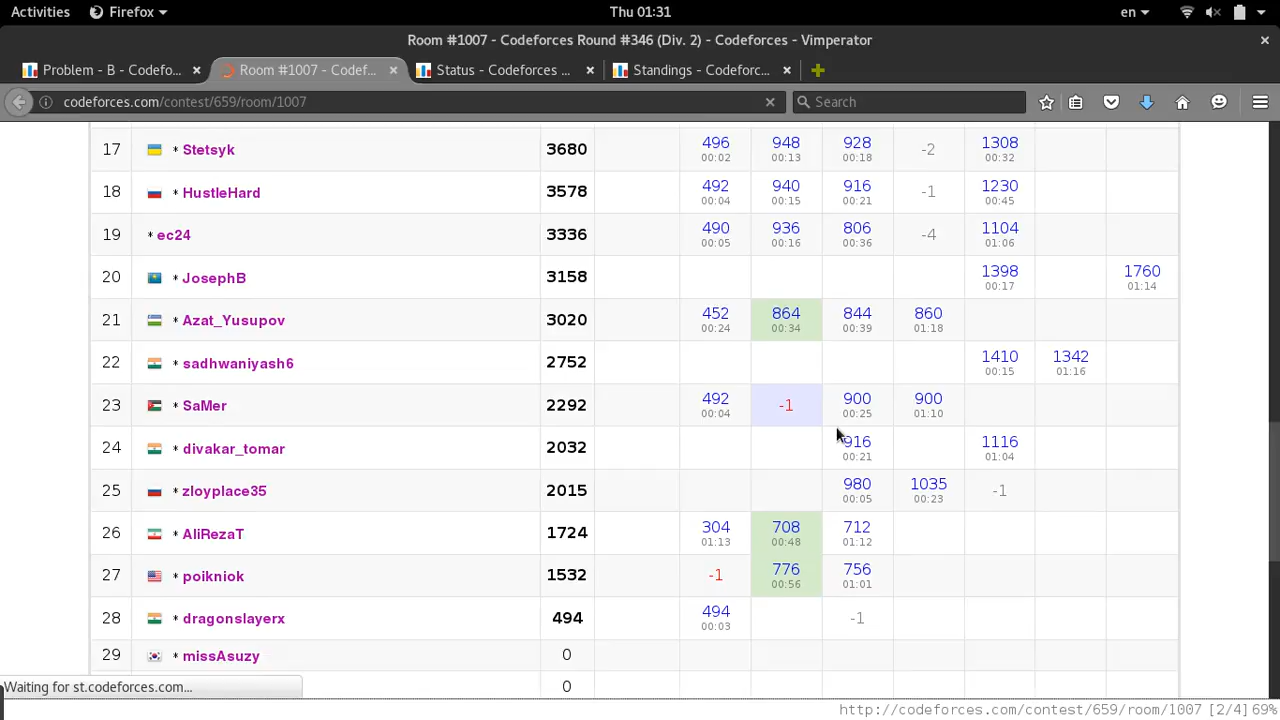 Activities Firefox Thu 01:31 en
Room #1007 - Codeforces Round #346 (Div. 2) - Codeforces - Vimperator
Problem - B - Codefo... Room #1007 - Codef... Status - Codeforces ... Standings - Codeforc...
codeforces.com/contest/659/room/1007 Search
17 * Stetsyk 3680 496 948 928 -2 1308
00:02 00:13 00:18 00:32
18 * HustleHard 3578 492 940 916 -1 1230
00:04 00:15 00:21 00:45
19 * ec24 3336 490 936 806 -4 1104
00:05 00:16 00:36 01:06
20 * JosephB 3158 1398 1760
00:17 01:14
21 * Azat_Yusupov 3020 452 864 844 860
00:24 00:34 00:39 01:18
22 * sadhwaniyash6 2752 1410 1342
00:15 01:16
23 * SaMer 2292 492 -1 900 900
00:04 00:25 01:10
24 * divakar_tomar 2032 916 1116
00:21 01:04
25 * zloyplace35 2015 980 1035 -1
00:05 00:23
26 * AliRezaT 1724 304 708 712
01:13 00:48 01:12
27 * poikniok 1532 -1 776 756
00:56 01:01
28 * dragonslayerx 494 494 -1
00:03
29 * missAsuzy 0
0
Waiting for st.codeforces.com...
http://codeforces.com/contest/659/room/1007 [2/4] 69%